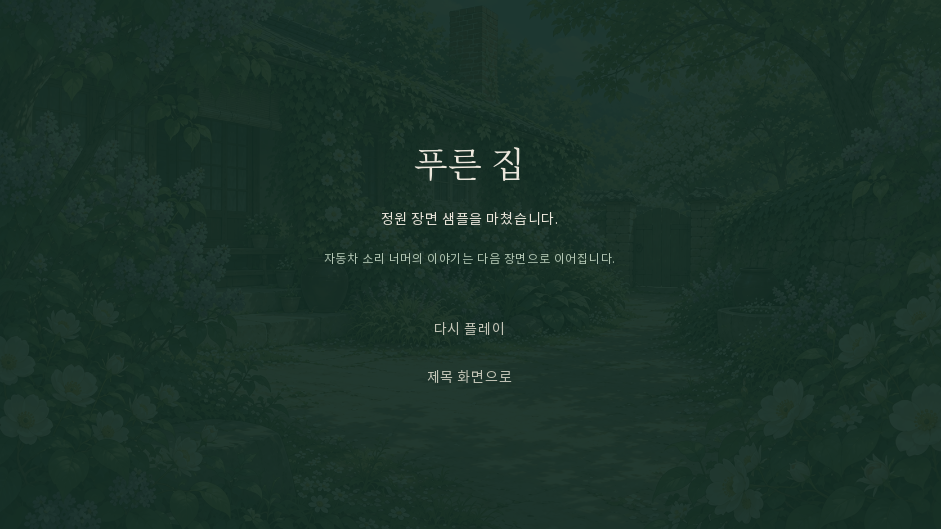 푸른 집
정원 장면 샘플을 마쳤습니다.
자동차 소리 너머의 이야기는 다음 장면으로 이어집니다.
다시 플레이
제목 화면으로